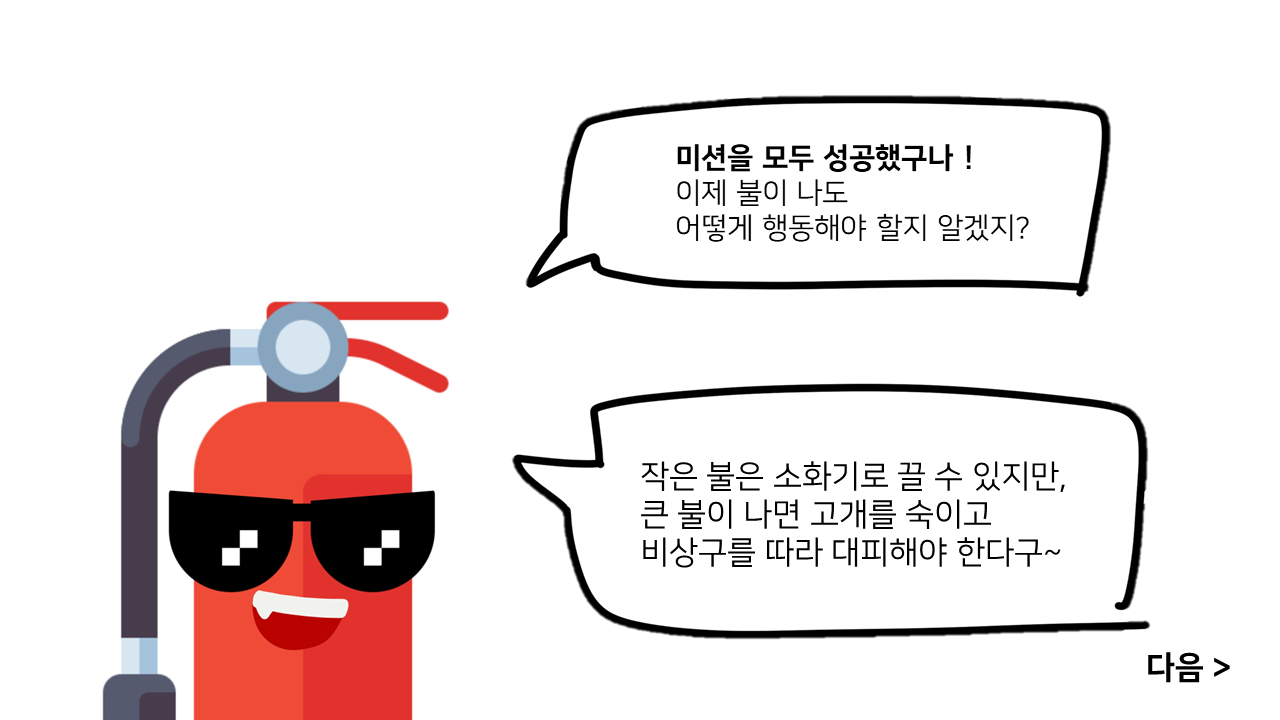 미션을 모두 성공했구나 !
이제 불이 나도
어떻게 행동해야 할지 알겠지?
작은 불은 소화기로 끌 수 있지만,
큰 불이 나면 고개를 숙이고
비상구를 따라 대피해야 한다구~
다음 >